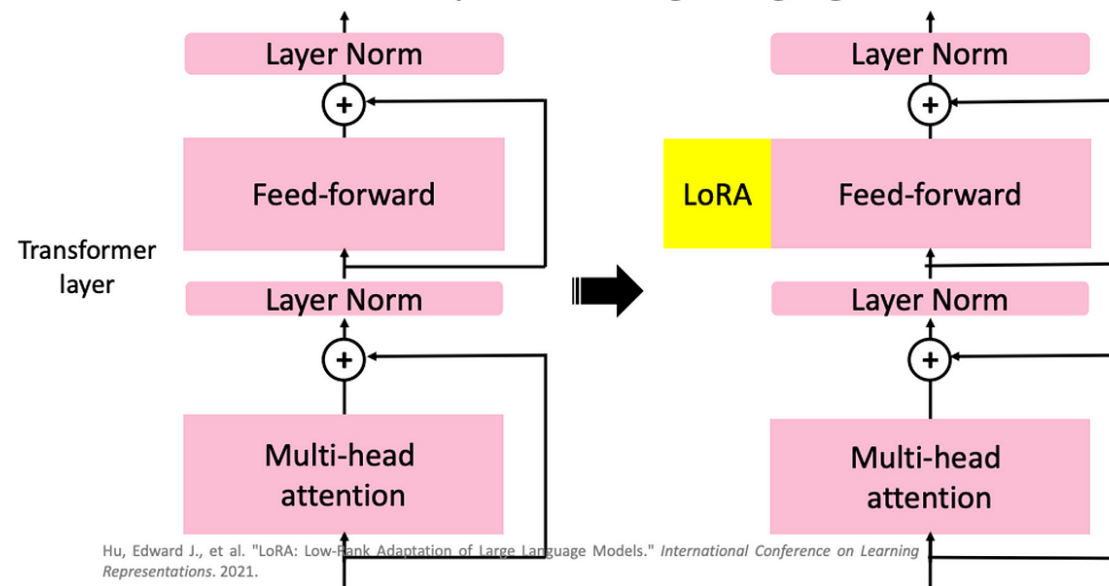 Layer Norm
+
Feed-forward
Transformer
layer
Layer Norm
+
Multi-head
attention
Layer Norm
+
LoRA
Feed-forward
Layer Norm
+
Multi-head
attention
Hu, Edward J., et al. "LoRA: Low-Rank Adaptation of Large Language Models." International Conference on Learning
Representations. 2021.